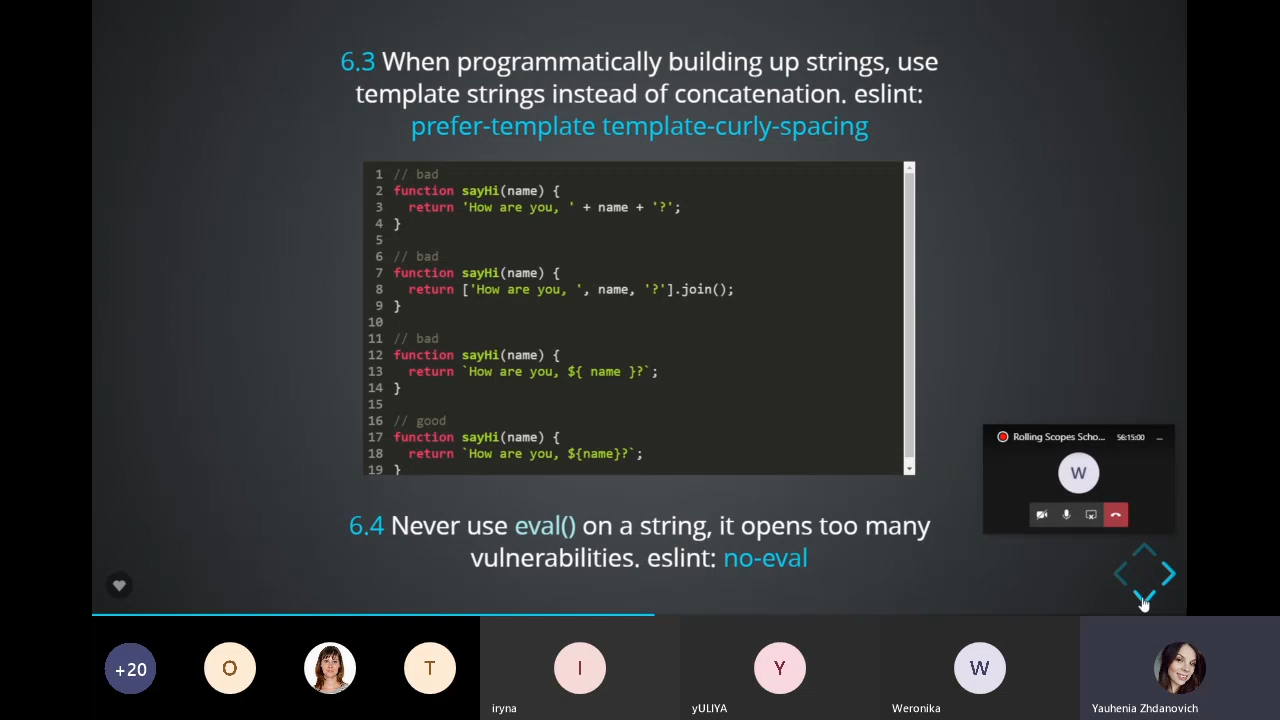 6.3 When programmatically building up strings, use
template strings instead of concatenation. eslint:
prefer-template template-curly-spacing
1 // bad
2 function sayHi(name) {
3   return 'How are you, ' + name + '?';
4 }
5
6 // bad
7 function sayHi(name) {
8   return ['How are you, ', name, '?'].join();
9 }
10
11 // bad
12 function sayHi(name) {
13   return `How are you, ${ name }?`;
14 }
15
16 // good
17 function sayHi(name) {
18   return `How are you, ${name}?`;
19 }
Rolling Scopes Scho... 56:15:00
W
6.4 Never use eval() on a string, it opens too many
vulnerabilities. eslint: no-eval
+20 O T I Y W
iryna yULIYA Weronika Yauhenia Zhdanovich